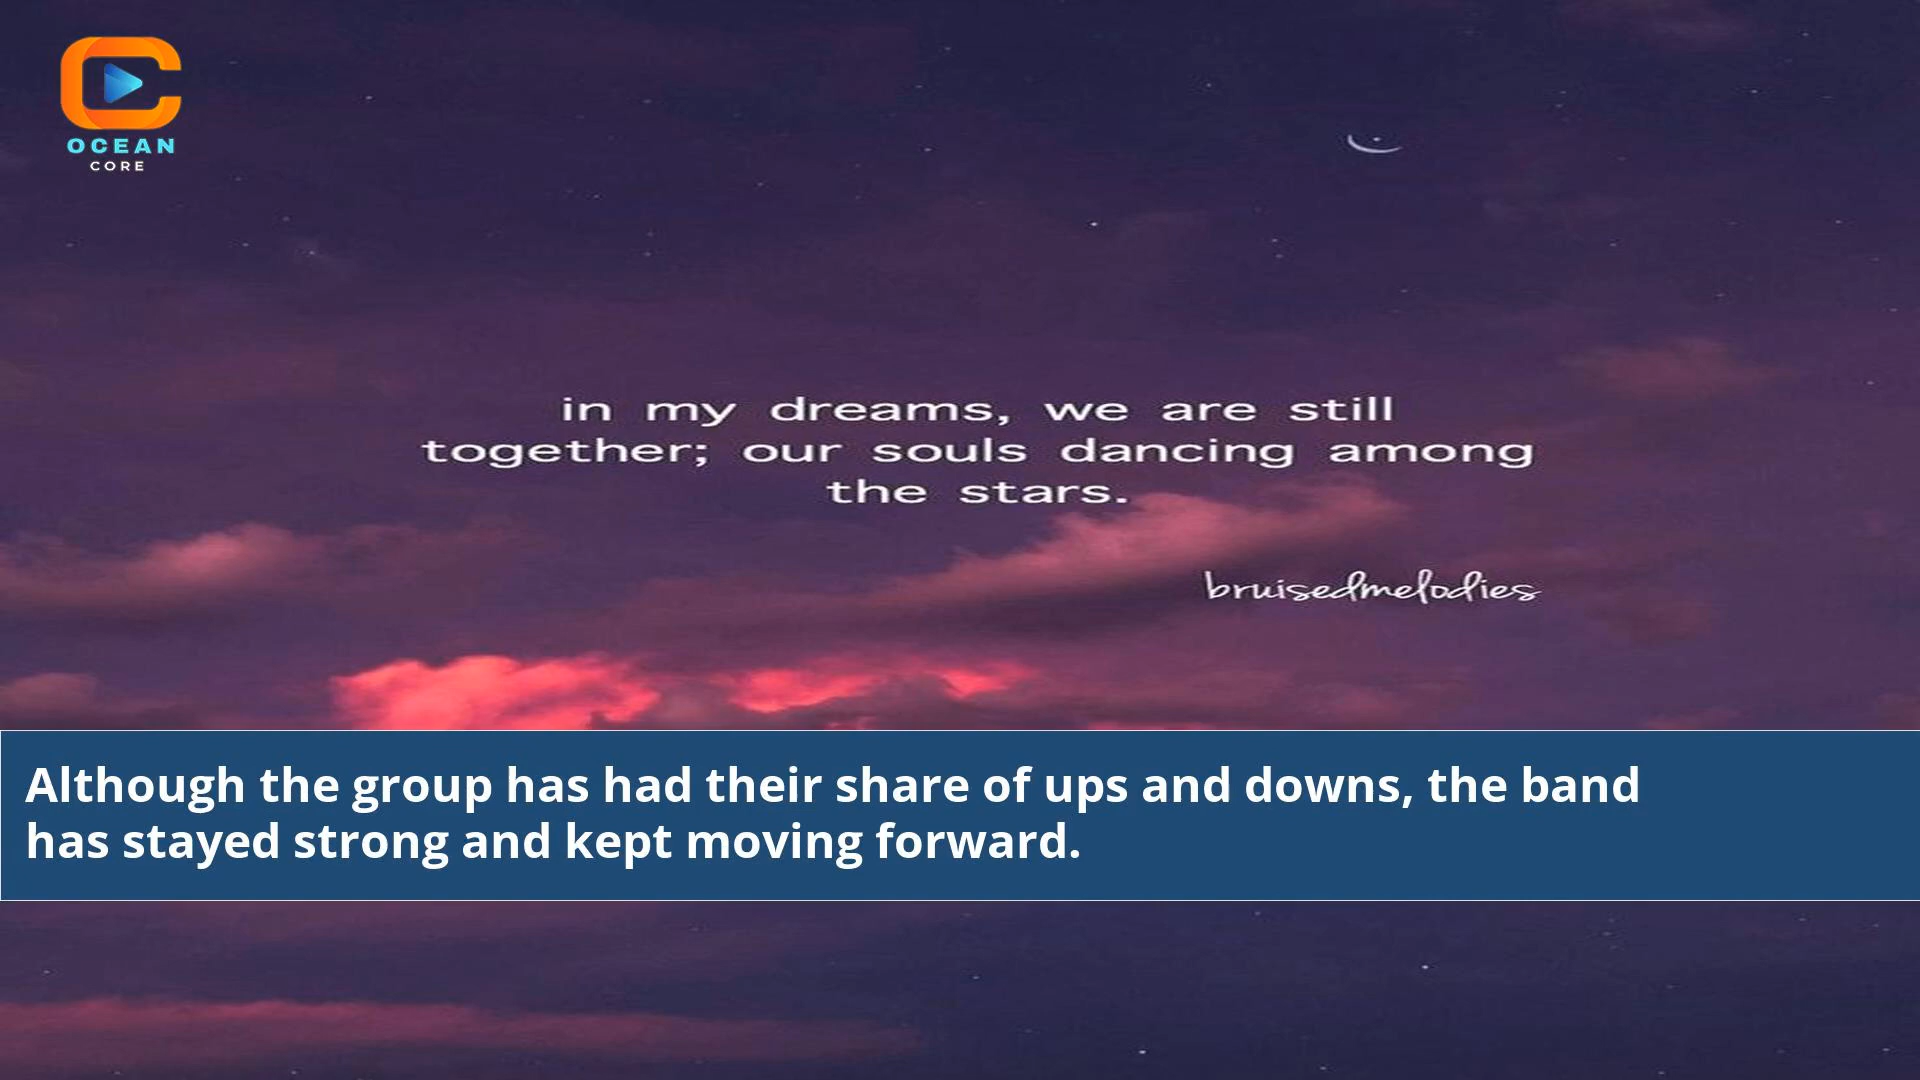 OCEAN
CORE
in my dreams, we are still
together; our souls dancing among
the stars.
bruisedmelodies
Although the group has had their share of ups and downs, the band
has stayed strong and kept moving forward.